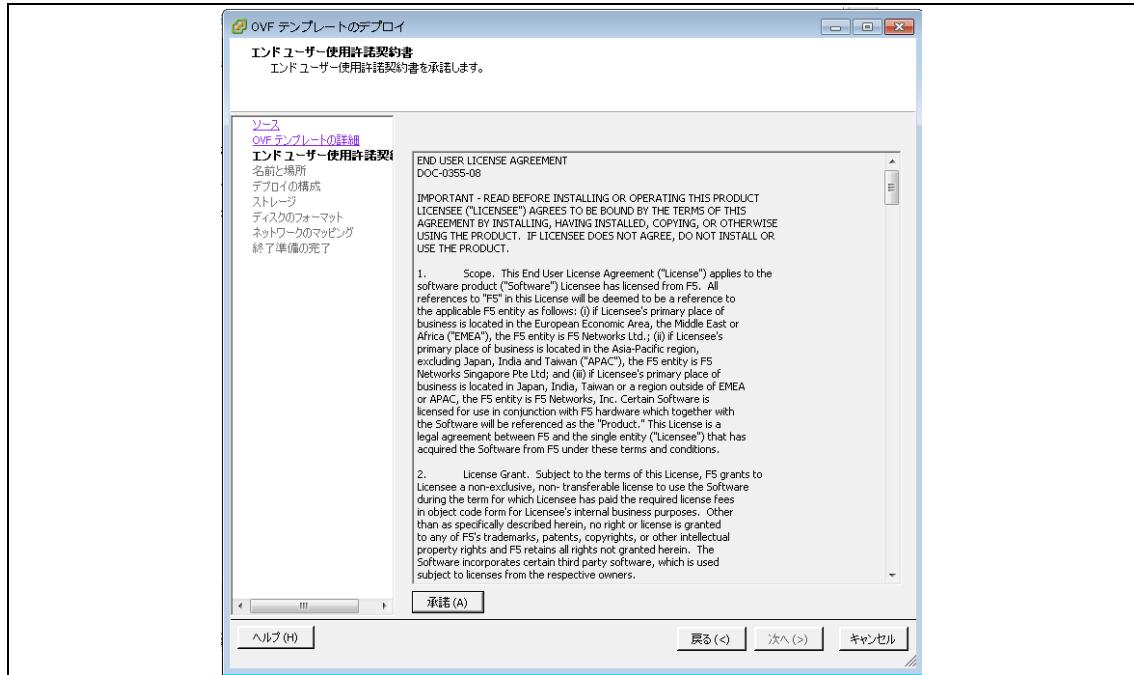 OVF テンプレートのデプロイ
エンド ユーザー使用許諾契約書
エンド ユーザー使用許諾契約書を承諾します。
ソース
OVF テンプレートの詳細
エンド ユーザー使用許諾契約
名前と場所
デプロイの構成
ストレージ
ディスクのフォーマット
ネットワークのマッピング
終了準備の完了
END USER LICENSE AGREEMENT
DOC-0355-08
IMPORTANT - READ BEFORE INSTALLING OR OPERATING THIS PRODUCT
LICENSEE ("LICENSEE") AGREES TO BE BOUND BY THE TERMS OF THIS
AGREEMENT BY INSTALLING, HAVING INSTALLED, COPYING, OR OTHERWISE
USING THE PRODUCT.  IF LICENSEE DOES NOT AGREE, DO NOT INSTALL OR
USE THE PRODUCT.
1. Scope.  This End User License Agreement ("License") applies to the
software product ("Software") Licensee has licensed from F5.  All
references to "F5" in this License will be deemed to be a reference to
the applicable F5 entity as follows: (i) if Licensee's primary place of
business is located in the European Economic Area, the Middle East or
Africa ("EMEA"), the F5 entity is F5 Networks Ltd.; (ii) if Licensee's
primary place of business is located in the Asia-Pacific region,
excluding Japan, India and Taiwan ("APAC"), the F5 entity is F5
Networks Singapore Pte Ltd; and (iii) if Licensee's primary place of
business is located in Japan, India, Taiwan or a region outside of EMEA
or APAC, the F5 entity is F5 Networks, Inc. Certain Software is
licensed for use in conjunction with F5 hardware which together with
the Software will be referenced as the "Product." This License is a
legal agreement between F5 and the single entity ("Licensee") that has
acquired the Software from F5 under these terms and conditions.
2. License Grant.  Subject to the terms of this License, F5 grants to
Licensee a non-exclusive, non- transferable license to use the Software
during the term for which Licensee has paid the required license fees
in object code form for Licensee's internal business purposes.  Other
than as specifically described herein, no right or license is granted
to any of F5's trademarks, patents, copyrights, or other intellectual
property rights and F5 retains all rights not granted herein.  The
Software incorporates certain third party software, which is used
subject to licenses from the respective owners.
承諾(A)
ヘルプ(H)
戻る(<)
次へ(>)
キャンセル